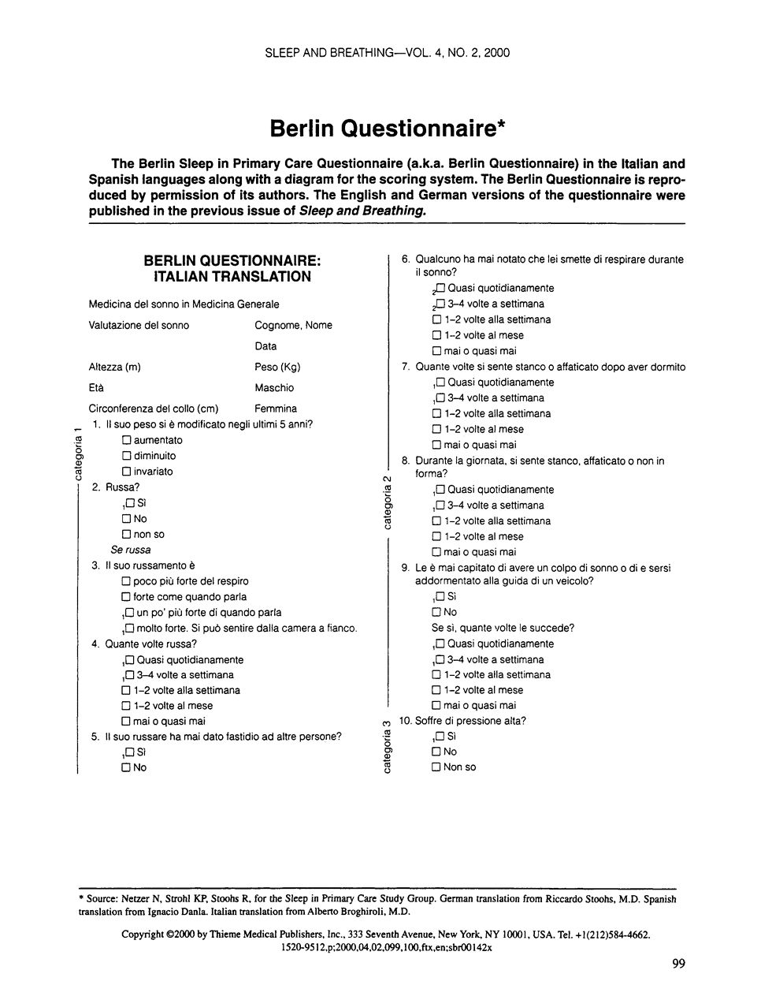 SLEEP AND BREATHING—VOL. 4, NO. 2, 2000
Berlin Questionnaire*
The Berlin Sleep in Primary Care Questionnaire (a.k.a. Berlin Questionnaire) in the Italian and
Spanish languages along with a diagram for the scoring system. The Berlin Questionnaire is repro-
duced by permission of its authors. The English and German versions of the questionnaire were
published in the previous issue of Sleep and Breathing.
BERLIN QUESTIONNAIRE:
ITALIAN TRANSLATION
Medicina del sonno in Medicina Generale
Valutazione del sonno Cognome, Nome
Data
Altezza (m) Peso (Kg)
Età Maschio
Circonferenza del collo (cm) Femmina
categoria 1
1. Il suo peso si è modificato negli ultimi 5 anni?
☐ aumentato
☐ diminuito
☐ invariato
2. Russa?
1☐ Sì
☐ No
☐ non so
Se russa
3. Il suo russamento è
☐ poco più forte del respiro
☐ forte come quando parla
1☐ un po' più forte di quando parla
1☐ molto forte. Si può sentire dalla camera a fianco.
4. Quante volte russa?
1☐ Quasi quotidianamente
1☐ 3–4 volte a settimana
☐ 1–2 volte alla settimana
☐ 1–2 volte al mese
☐ mai o quasi mai
5. Il suo russare ha mai dato fastidio ad altre persone?
1☐ Sì
☐ No
6. Qualcuno ha mai notato che lei smette di respirare durante
il sonno?
2☐ Quasi quotidianamente
2☐ 3–4 volte a settimana
☐ 1–2 volte alla settimana
☐ 1–2 volte al mese
☐ mai o quasi mai
categoria 2
7. Quante volte si sente stanco o affaticato dopo aver dormito
1☐ Quasi quotidianamente
1☐ 3–4 volte a settimana
☐ 1–2 volte alla settimana
☐ 1–2 volte al mese
☐ mai o quasi mai
8. Durante la giornata, si sente stanco, affaticato o non in
forma?
1☐ Quasi quotidianamente
1☐ 3–4 volte a settimana
☐ 1–2 volte alla settimana
☐ 1–2 volte al mese
☐ mai o quasi mai
9. Le è mai capitato di avere un colpo di sonno o di e sersi
addormentato alla guida di un veicolo?
1☐ Sì
☐ No
Se sì, quante volte le succede?
1☐ Quasi quotidianamente
1☐ 3–4 volte a settimana
☐ 1–2 volte alla settimana
☐ 1–2 volte al mese
☐ mai o quasi mai
categoria 3
10. Soffre di pressione alta?
1☐ Sì
☐ No
☐ Non so
* Source: Netzer N, Strohl KP, Stoohs R, for the Sleep in Primary Care Study Group. German translation from Riccardo Stoohs, M.D. Spanish
translation from Ignacio Danla. Italian translation from Alberto Broghiroli, M.D.
Copyright ©2000 by Thieme Medical Publishers, Inc., 333 Seventh Avenue, New York, NY 10001, USA. Tel. +1(212)584-4662.
1520-9512,p;2000,04,02,099,100,ftx,en;sbr00142x
99